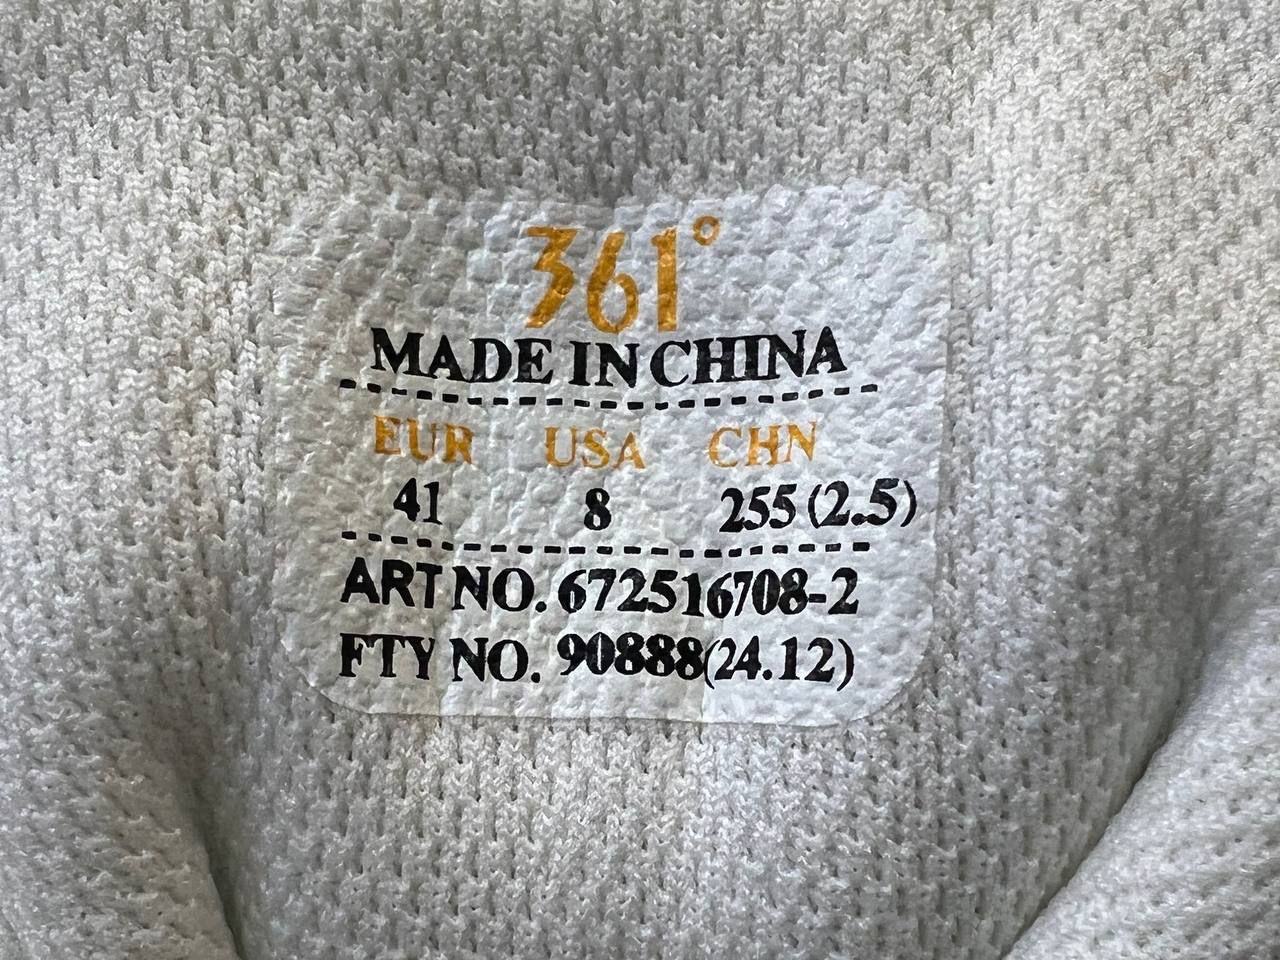 361°
MADE IN CHINA
EUR USA CHN
41 8 255 (2.5)
ART NO. 672516708-2
FTY NO. 90888(24.12)